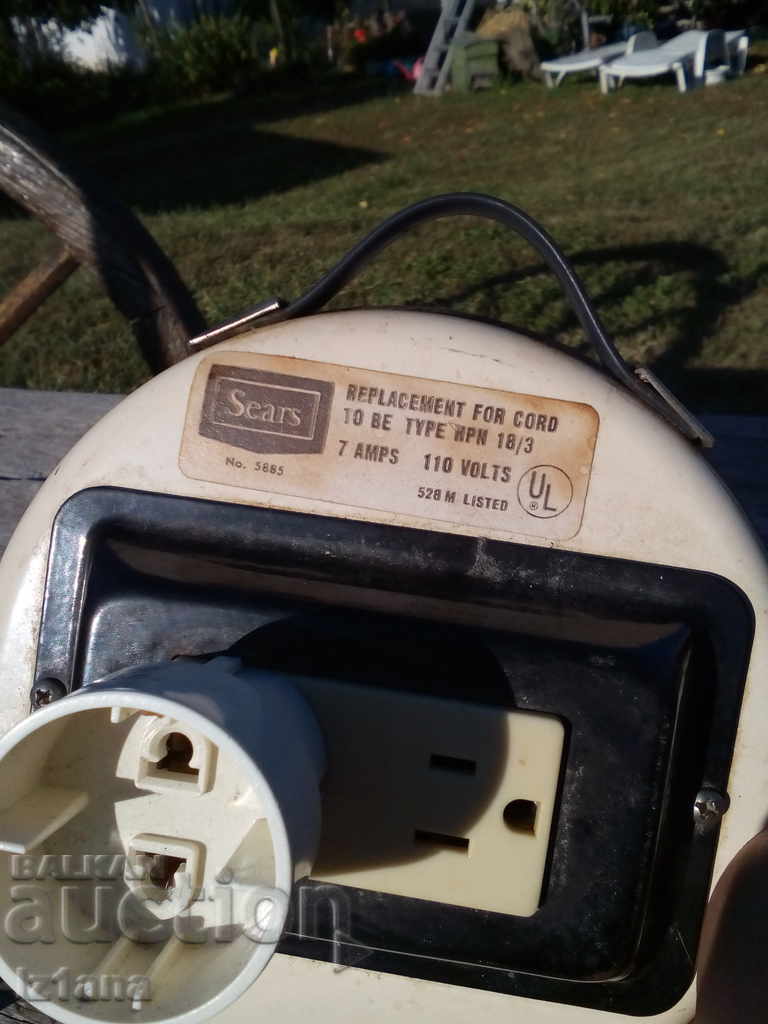 Sears
No. 5885
REPLACEMENT FOR CORD
TO BE TYPE HPN 18/3
7 AMPS 110 VOLTS
528 M LISTED
UL
®
BALKAN
auction
Iz1ana